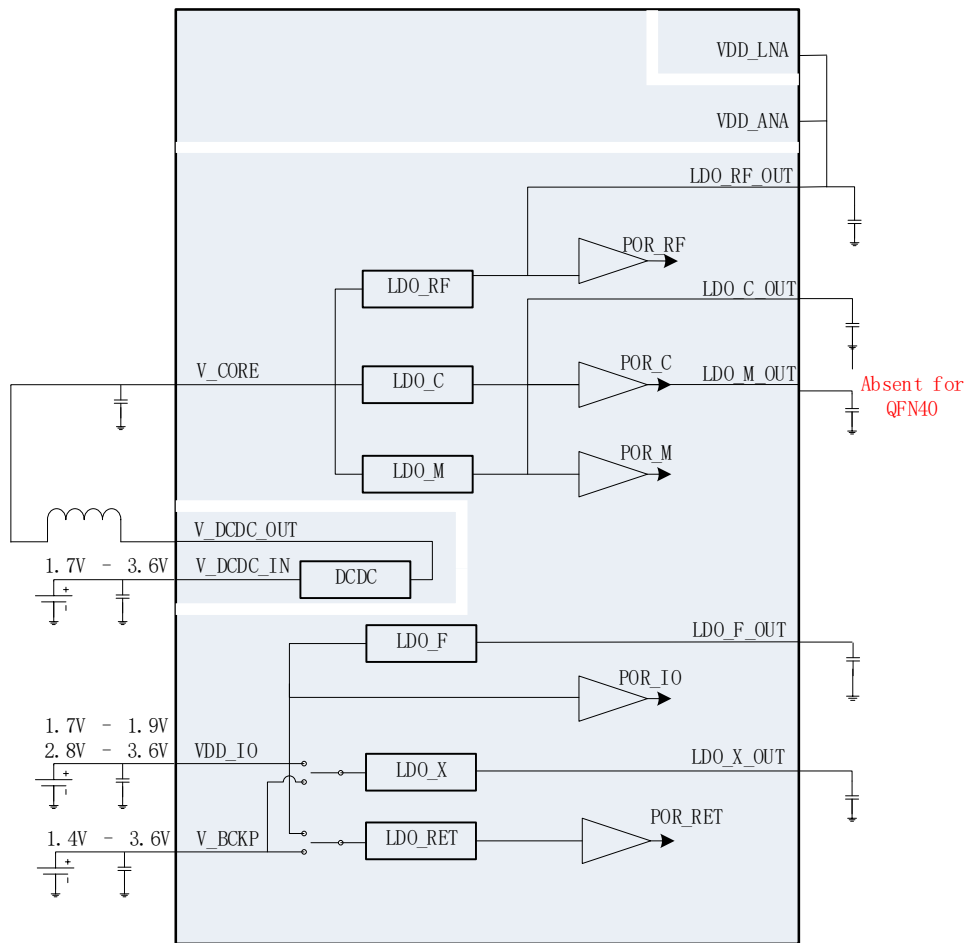 VDD_LNA
VDD_ANA
LDO_RF_OUT
POR_RF
LDO_RF
LDO_C_OUT
V_CORE
LDO_C
POR_C
LDO_M_OUT
Absent for
QFN40
LDO_M
POR_M
V_DCDC_OUT
1.7V - 3.6V
V_DCDC_IN
DCDC
LDO_F
LDO_F_OUT
POR_IO
1.7V - 1.9V
2.8V - 3.6V
VDD_IO
LDO_X
LDO_X_OUT
1.4V - 3.6V
V_BCKP
LDO_RET
POR_RET